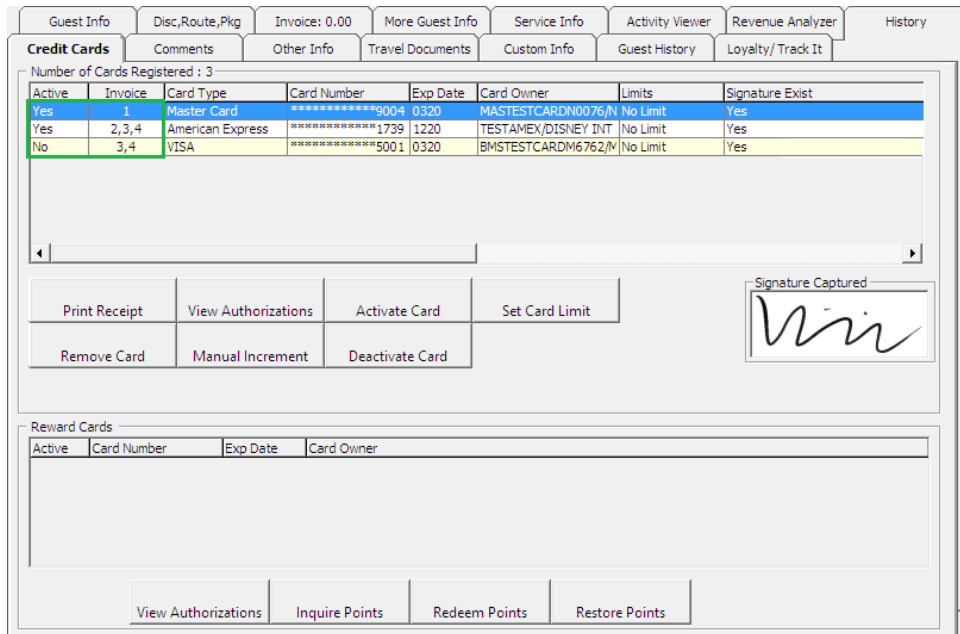 Guest Info Disc,Route,Pkg Invoice: 0.00 More Guest Info Service Info Activity Viewer Revenue Analyzer History
Credit Cards Comments Other Info Travel Documents Custom Info Guest History Loyalty/ Track It
Number of Cards Registered : 3
Active Invoice Card Type Card Number Exp Date Card Owner Limits Signature Exist
Yes 1 Master Card ************9004 0320 MASTESTCARDN0076/N No Limit Yes
Yes 2,3,4 American Express ************1739 1220 TESTAMEX/DISNEY INT No Limit Yes
No 3,4 VISA ************5001 0320 BMSTESTCARDM6762/M No Limit Yes
Print Receipt View Authorizations Activate Card Set Card Limit
Signature Captured
Remove Card Manual Increment Deactivate Card
Reward Cards
Active Card Number Exp Date Card Owner
View Authorizations Inquire Points Redeem Points Restore Points